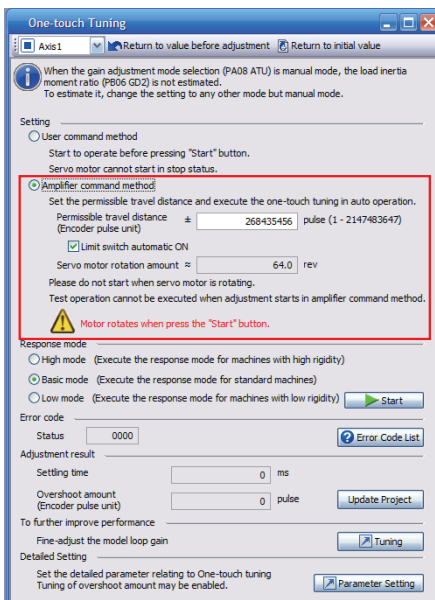 One-touch Tuning
Axis1 Return to value before adjustment Return to initial value
When the gain adjustment mode selection (PA08 ATU) is manual mode, the load inertia
moment ratio (PB06 GD2) is not estimated.
To estimate it, change the setting to any other mode but manual mode.
Setting
User command method
Start to operate before pressing "Start" button.
Servo motor cannot start in stop status.
Amplifier command method
Set the permissible travel distance and execute the one-touch tuning in auto operation.
Permissible travel distance ± 268435456 pulse (1 - 2147483647)
(Encoder pulse unit)
Limit switch automatic ON
Servo motor rotation amount ≈ 64.0 rev
Please do not start when servo motor is rotating.
Test operation cannot be executed when adjustment starts in amplifier command method.
Motor rotates when press the "Start" button.
Response mode
High mode (Execute the response mode for machines with high rigidity)
Basic mode (Execute the response mode for standard machines)
Low mode (Execute the response mode for machines with low rigidity) Start
Error code
Status 0000 Error Code List
Adjustment result
Settling time 0 ms
Overshoot amount 0 pulse Update Project
(Encoder pulse unit)
To further improve performance
Fine-adjust the model loop gain Tuning
Detailed Setting
Set the detailed parameter relating to One-touch tuning
Tuning of overshoot amount may be enabled. Parameter Setting